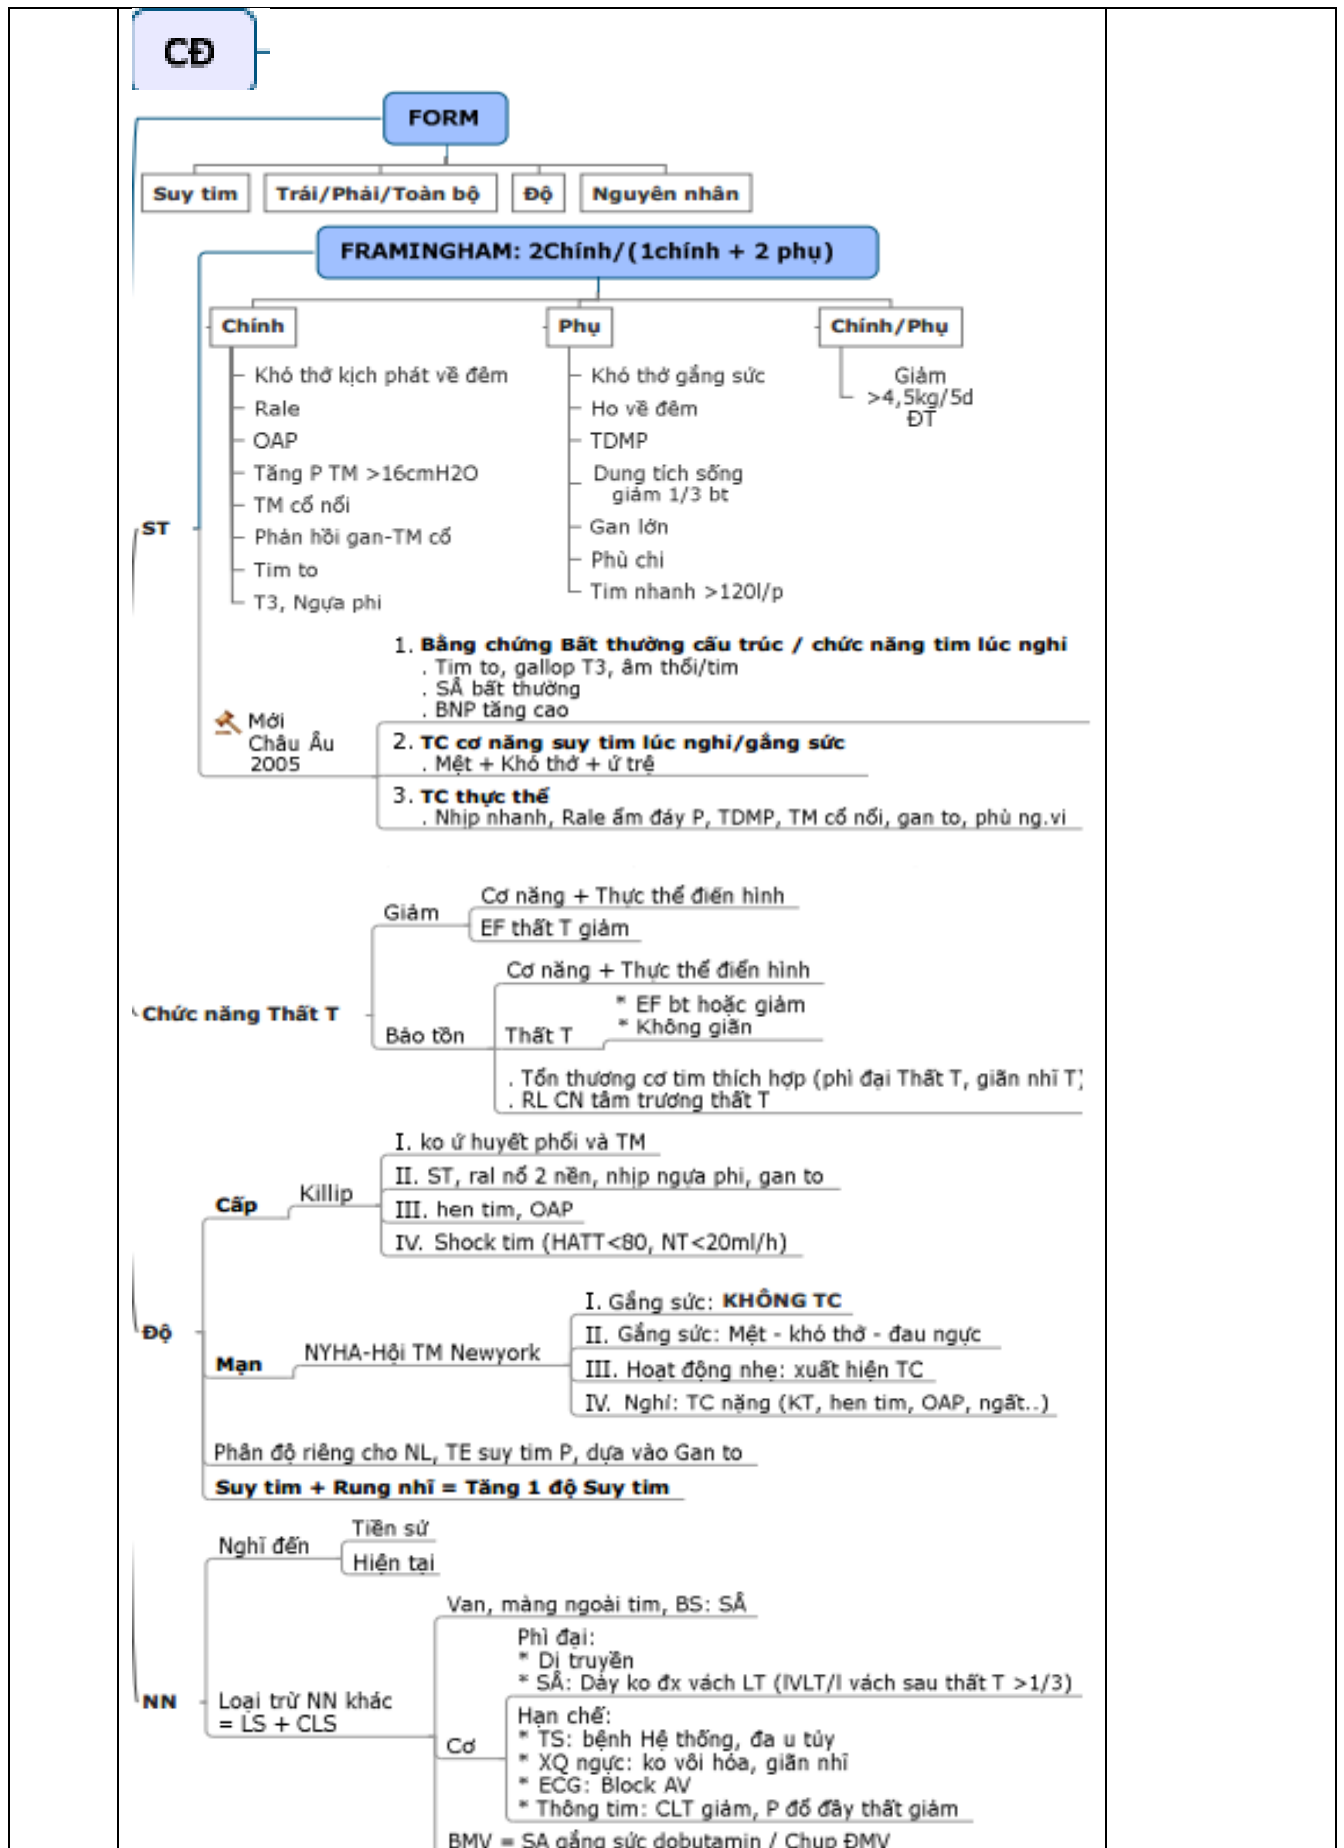 CĐ
FORM
Suy tim
Trái/Phải/Toàn bộ
Độ
Nguyên nhân
FRAMINGHAM: 2Chính/(1chính + 2 phụ)
Chính
Khó thở kịch phát về đêm
Rale
OAP
Tăng P TM >16cmH2O
TM cổ nổi
Phản hồi gan-TM cổ
Tim to
T3, Ngựa phi
Phụ
Khó thở gắng sức
Ho về đêm
TDMP
Dung tích sống
giảm 1/3 bt
Gan lớn
Phù chi
Tim nhanh >120l/p
Chính/Phụ
Giảm
>4,5kg/5d
ĐT
ST
Mới
Châu Âu
2005
1. Bằng chứng Bất thường cấu trúc / chức năng tim lúc nghỉ
. Tim to, gallop T3, âm thổi/tim
. SÂ bất thường
. BNP tăng cao
2. TC cơ năng suy tim lúc nghỉ/gắng sức
. Mệt + Khó thở + ứ trệ
3. TC thực thể
. Nhịp nhanh, Rale ẩm đáy P, TDMP, TM cổ nổi, gan to, phù ng.vi
Chức năng Thất T
Giảm
Cơ năng + Thực thể điển hình
EF thất T giảm
Bảo tồn
Cơ năng + Thực thể điển hình
Thất T
* EF bt hoặc giảm
* Không giãn
. Tổn thương cơ tim thích hợp (phì đại Thất T, giãn nhĩ T)
. RL CN tâm trương thất T
Độ
Cấp
Killip
I. ko ứ huyết phổi và TM
II. ST, ral nổ 2 nền, nhịp ngựa phi, gan to
III. hen tim, OAP
IV. Shock tim (HATT<80, NT<20ml/h)
Mạn
NYHA-Hội TM Newyork
I. Gắng sức: KHÔNG TC
II. Gắng sức: Mệt - khó thở - đau ngực
III. Hoạt động nhẹ: xuất hiện TC
IV. Nghỉ: TC nặng (KT, hen tim, OAP, ngất..)
Phân độ riêng cho NL, TE suy tim P, dựa vào Gan to
Suy tim + Rung nhĩ = Tăng 1 độ Suy tim
NN
Nghĩ đến
Tiền sử
Hiện tại
Loại trừ NN khác
= LS + CLS
Van, màng ngoài tim, BS: SÂ
Cơ
Phì đại:
* Di truyền
* SÂ: Dày ko đx vách LT (lVLT/l vách sau thất T >1/3)
Hạn chế:
* TS: bệnh Hệ thống, đa u tủy
* XQ ngực: ko vôi hóa, giãn nhĩ
* ECG: Block AV
* Thông tim: CLT giảm, P đổ đầy thất giảm
BMV = SA gắng sức dobutamin / Chụp ĐMV